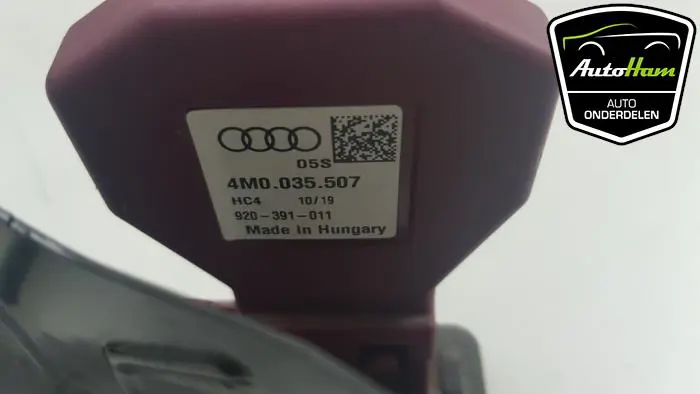 05S
4M0.035.507
HC4 10/19
920-391-011
Made in Hungary
AutoHam
AUTO
ONDERDELEN